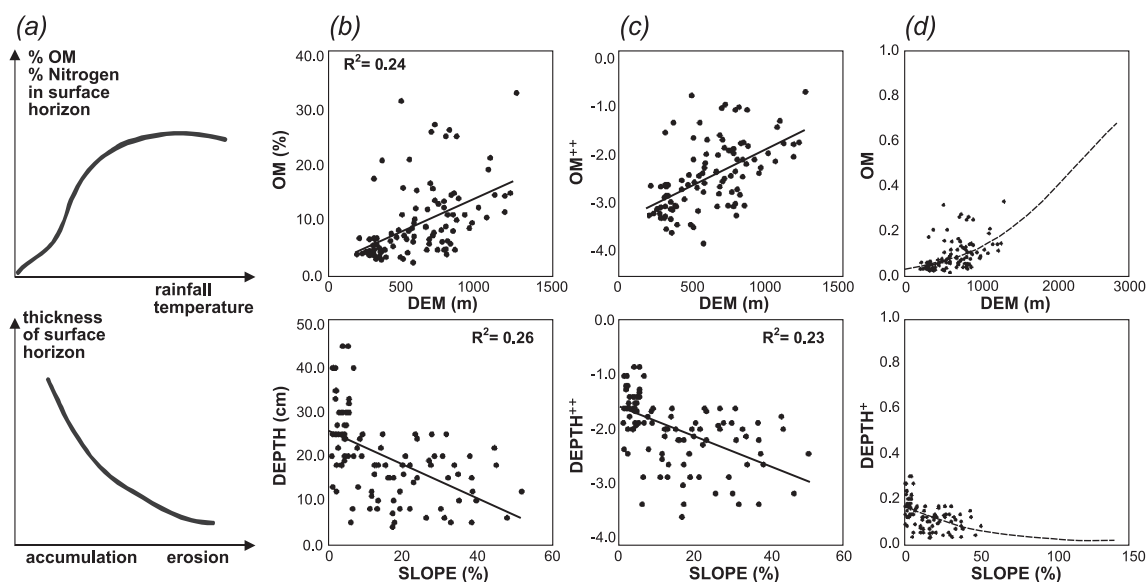 (a)
% OM
% Nitrogen
in surface
horizon
rainfall
temperature
(b)
40.0
30.0
20.0
10.0
0.0
OM (%)
R²= 0.24
0
500
1000
1500
DEM (m)
(c)
0.0
-1.0
-2.0
-3.0
-4.0
OM⁺⁺
0
500
1000
1500
DEM (m)
(d)
1.0
0.8
0.6
0.4
0.2
0.0
OM
0
1000
2000
3000
DEM (m)
thickness
of surface
horizon
accumulation
erosion
50.0
40.0
30.0
20.0
10.0
0.0
DEPTH (cm)
R²= 0.26
0
20
40
60
SLOPE (%)
-0.0
-1.0
-2.0
-3.0
-4.0
DEPTH⁺⁺
R²= 0.23
0
20
40
60
SLOPE (%)
1.0
0.8
0.6
0.4
0.2
0.0
DEPTH⁺
0
50
100
150
SLOPE (%)